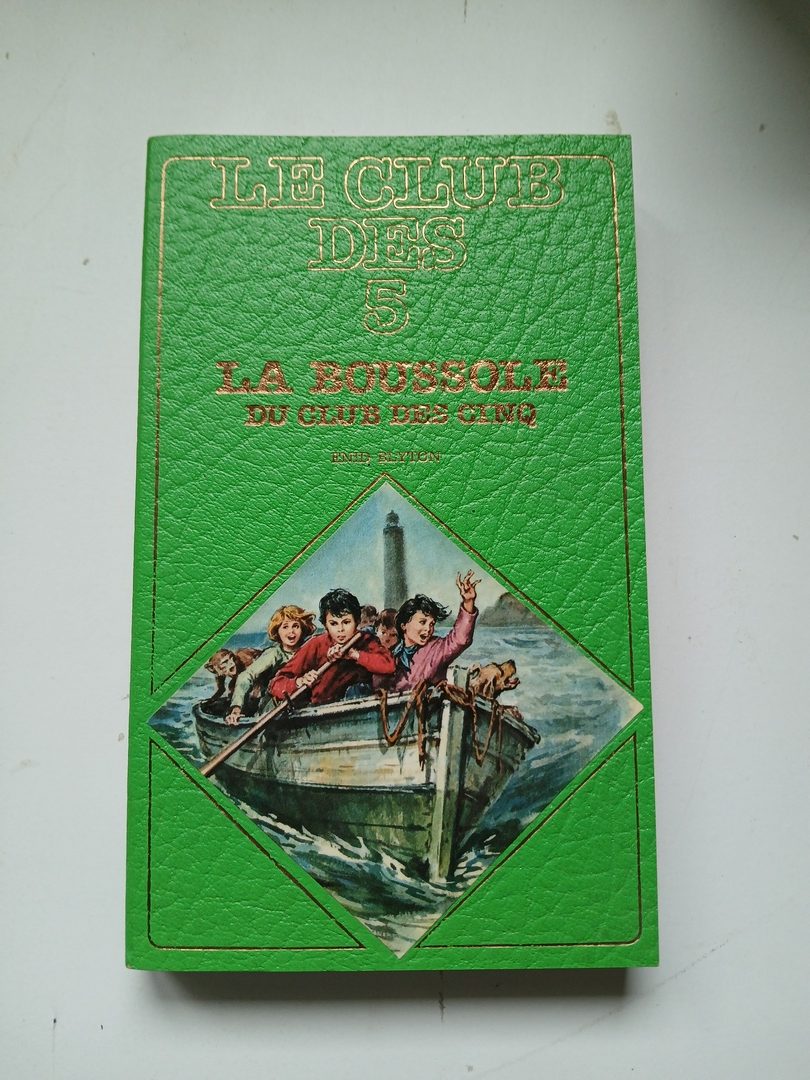 LE CLUB
DES
5
LA BOUSSOLE
DU CLUB DES CINQ
ENID BLYTON